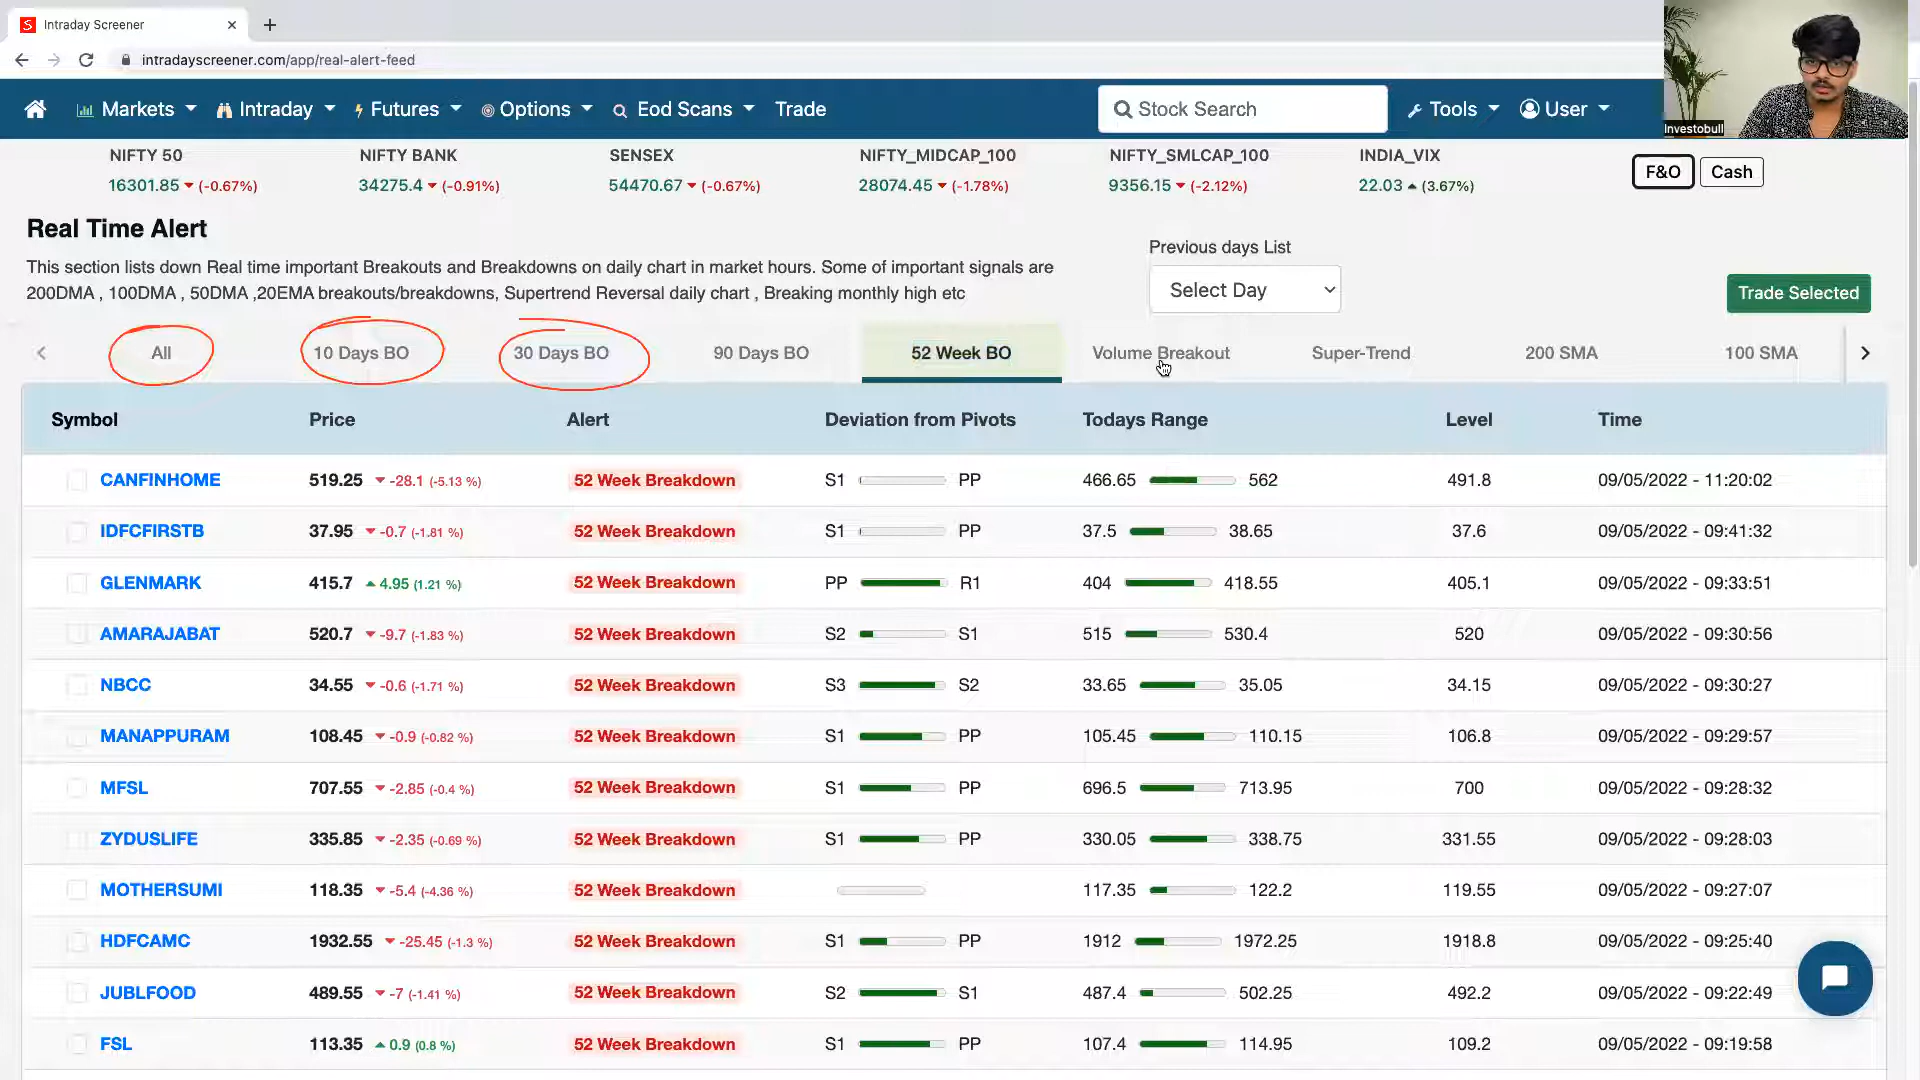 Intraday Screener
intradayscreener.com/app/real-alert-feed
Investobull
Markets Intraday Futures Options Eod Scans Trade Stock Search Tools User
NIFTY 50 NIFTY BANK SENSEX NIFTY_MIDCAP_100 NIFTY_SMLCAP_100 INDIA_VIX
16301.85 (-0.67%) 34275.4 (-0.91%) 54470.67 (-0.67%) 28074.45 (-1.78%) 9356.15 (-2.12%) 22.03 (3.67%)
F&O Cash
Real Time Alert
This section lists down Real time important Breakouts and Breakdowns on daily chart in market hours. Some of important signals are
200DMA , 100DMA , 50DMA ,20EMA breakouts/breakdowns, Supertrend Reversal daily chart , Breaking monthly high etc
Previous days List
Select Day
Trade Selected
All 10 Days BO 30 Days BO 90 Days BO 52 Week BO Volume Breakout Super-Trend 200 SMA 100 SMA
Symbol Price Alert Deviation from Pivots Todays Range Level Time
CANFINHOME 519.25 -28.1 (-5.13 %) 52 Week Breakdown S1 PP 466.65 562 491.8 09/05/2022 - 11:20:02
IDFCFIRSTB 37.95 -0.7 (-1.81 %) 52 Week Breakdown S1 PP 37.5 38.65 37.6 09/05/2022 - 09:41:32
GLENMARK 415.7 4.95 (1.21 %) 52 Week Breakdown PP R1 404 418.55 405.1 09/05/2022 - 09:33:51
AMARAJABAT 520.7 -9.7 (-1.83 %) 52 Week Breakdown S2 S1 515 530.4 520 09/05/2022 - 09:30:56
NBCC 34.55 -0.6 (-1.71 %) 52 Week Breakdown S3 S2 33.65 35.05 34.15 09/05/2022 - 09:30:27
MANAPPURAM 108.45 -0.9 (-0.82 %) 52 Week Breakdown S1 PP 105.45 110.15 106.8 09/05/2022 - 09:29:57
MFSL 707.55 -2.85 (-0.4 %) 52 Week Breakdown S1 PP 696.5 713.95 700 09/05/2022 - 09:28:32
ZYDUSLIFE 335.85 -2.35 (-0.69 %) 52 Week Breakdown S1 PP 330.05 338.75 331.55 09/05/2022 - 09:28:03
MOTHERSUMI 118.35 -5.4 (-4.36 %) 52 Week Breakdown 117.35 122.2 119.55 09/05/2022 - 09:27:07
HDFCAMC 1932.55 -25.45 (-1.3 %) 52 Week Breakdown S1 PP 1912 1972.25 1918.8 09/05/2022 - 09:25:40
JUBLFOOD 489.55 -7 (-1.41 %) 52 Week Breakdown S2 S1 487.4 502.25 492.2 09/05/2022 - 09:22:49
FSL 113.35 0.9 (0.8 %) 52 Week Breakdown S1 PP 107.4 114.95 109.2 09/05/2022 - 09:19:58